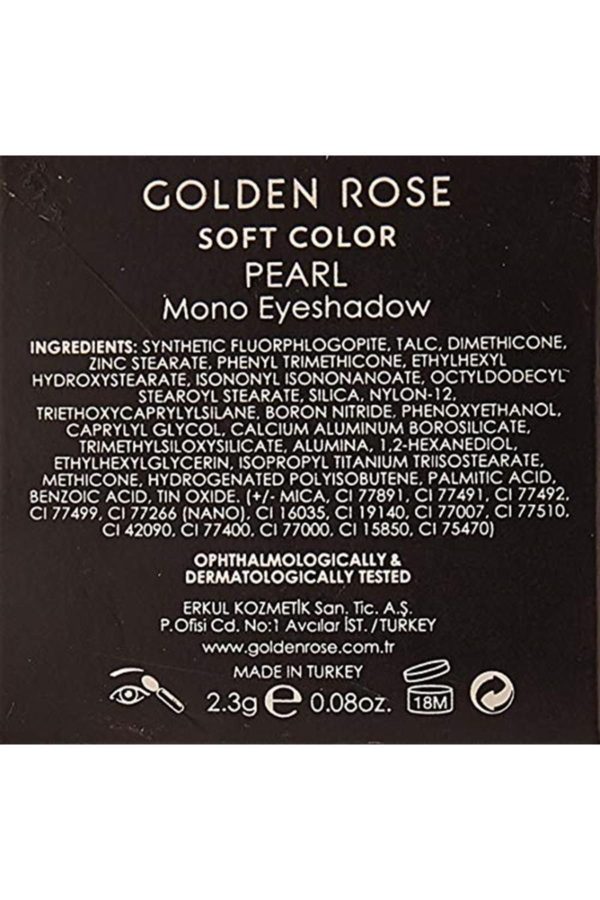 GOLDEN ROSE
SOFT COLOR
PEARL
Mono Eyeshadow
INGREDIENTS: SYNTHETIC FLUORPHLOGOPITE, TALC, DIMETHICONE,
ZINC STEARATE, PHENYL TRIMETHICONE, ETHYLHEXYL
HYDROXYSTEARATE, ISONONYL ISONONANOATE, OCTYLDODECYL
STEAROYL STEARATE, SILICA, NYLON-12,
TRIETHOXYCAPRYLYLSILANE, BORON NITRIDE, PHENOXYETHANOL,
CAPRYLYL GLYCOL, CALCIUM ALUMINUM BOROSILICATE,
TRIMETHYLSILOXYSILICATE, ALUMINA, 1,2-HEXANEDIOL,
ETHYLHEXYLGLYCERIN, ISOPROPYL TITANIUM TRIISOSTEARATE,
METHICONE, HYDROGENATED POLYISOBUTENE, PALMITIC ACID,
BENZOIC ACID, TIN OXIDE. (+/- MICA, CI 77891, CI 77491, CI 77492,
CI 77499, CI 77266 (NANO), CI 16035, CI 19140, CI 77007, CI 77510,
CI 42090, CI 77400, CI 77000, CI 15850, CI 75470)
OPHTHALMOLOGICALLY &
DERMATOLOGICALLY TESTED
ERKUL KOZMETİK San. Tic. A.Ş.
P.Ofisi Cd. No:1 Avcılar İST. /TURKEY
www.goldenrose.com.tr
MADE IN TURKEY
2.3g e 0.08oz. 18M